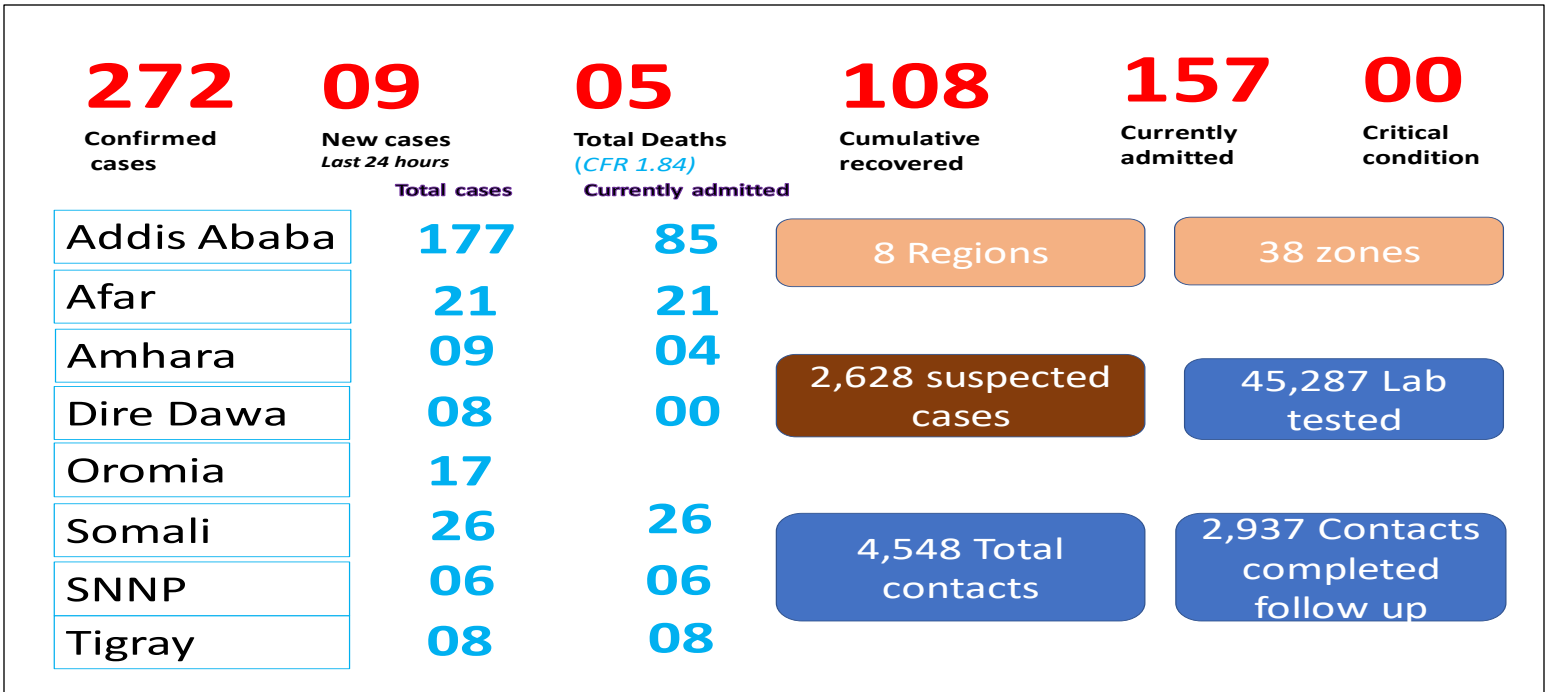 272 09 05 108 157 00
Confirmed cases
New cases
Last 24 hours
Total Deaths
(CFR 1.84)
Cumulative recovered
Currently admitted
Critical condition
Total cases Currently admitted
Addis Ababa 177 85
Afar 21 21
Amhara 09 04
Dire Dawa 08 00
Oromia 17
Somali 26 26
SNNP 06 06
Tigray 08 08
8 Regions
38 zones
2,628 suspected
cases
45,287 Lab
tested
4,548 Total
contacts
2,937 Contacts
completed
follow up